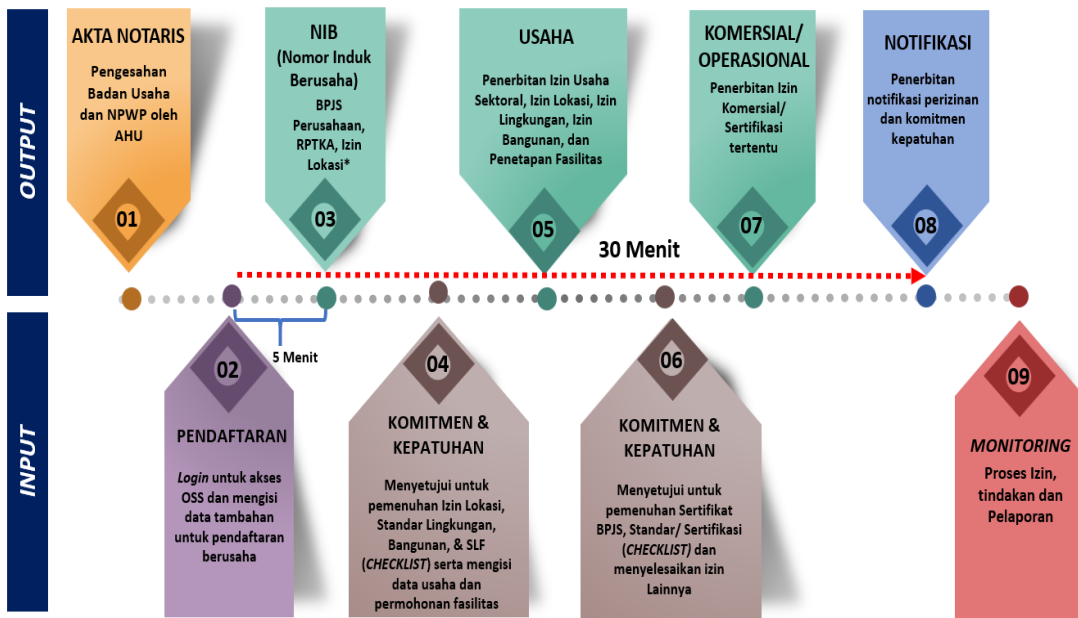 OUTPUT
AKTA NOTARIS
Pengesahan
Badan Usaha
dan NPWP oleh
AHU
01
NIB
(Nomor Induk
Berusaha)
BPJS
Perusahaan,
RPTKA, Izin
Lokasi*
03
USAHA
Penerbitan Izin Usaha
Sektoral, Izin Lokasi, Izin
Lingkungan, Izin
Bangunan, dan
Penetapan Fasilitas
05
KOMERSIAL/
OPERASIONAL
Penerbitan Izin
Komersial/
Sertifikasi
tertentu
07
NOTIFIKASI
Penerbitan
notifikasi perizinan
dan komitmen
kepatuhan
08
30 Menit
5 Menit
INPUT
02
PENDAFTARAN
Login untuk akses
OSS dan mengisi
data tambahan
untuk pendaftaran
berusaha
04
KOMITMEN &
KEPATUHAN
Menyetujui untuk
pemenuhan Izin Lokasi,
Standar Lingkungan,
Bangunan, & SLF
(CHECKLIST) serta mengisi
data usaha dan
permohonan fasilitas
06
KOMITMEN &
KEPATUHAN
Menyetujui untuk
pemenuhan Sertifikat
BPJS, Standar/ Sertifikasi
(CHECKLIST) dan
menyelesaikan izin
Lainnya
09
MONITORING
Proses Izin,
tindakan dan
Pelaporan